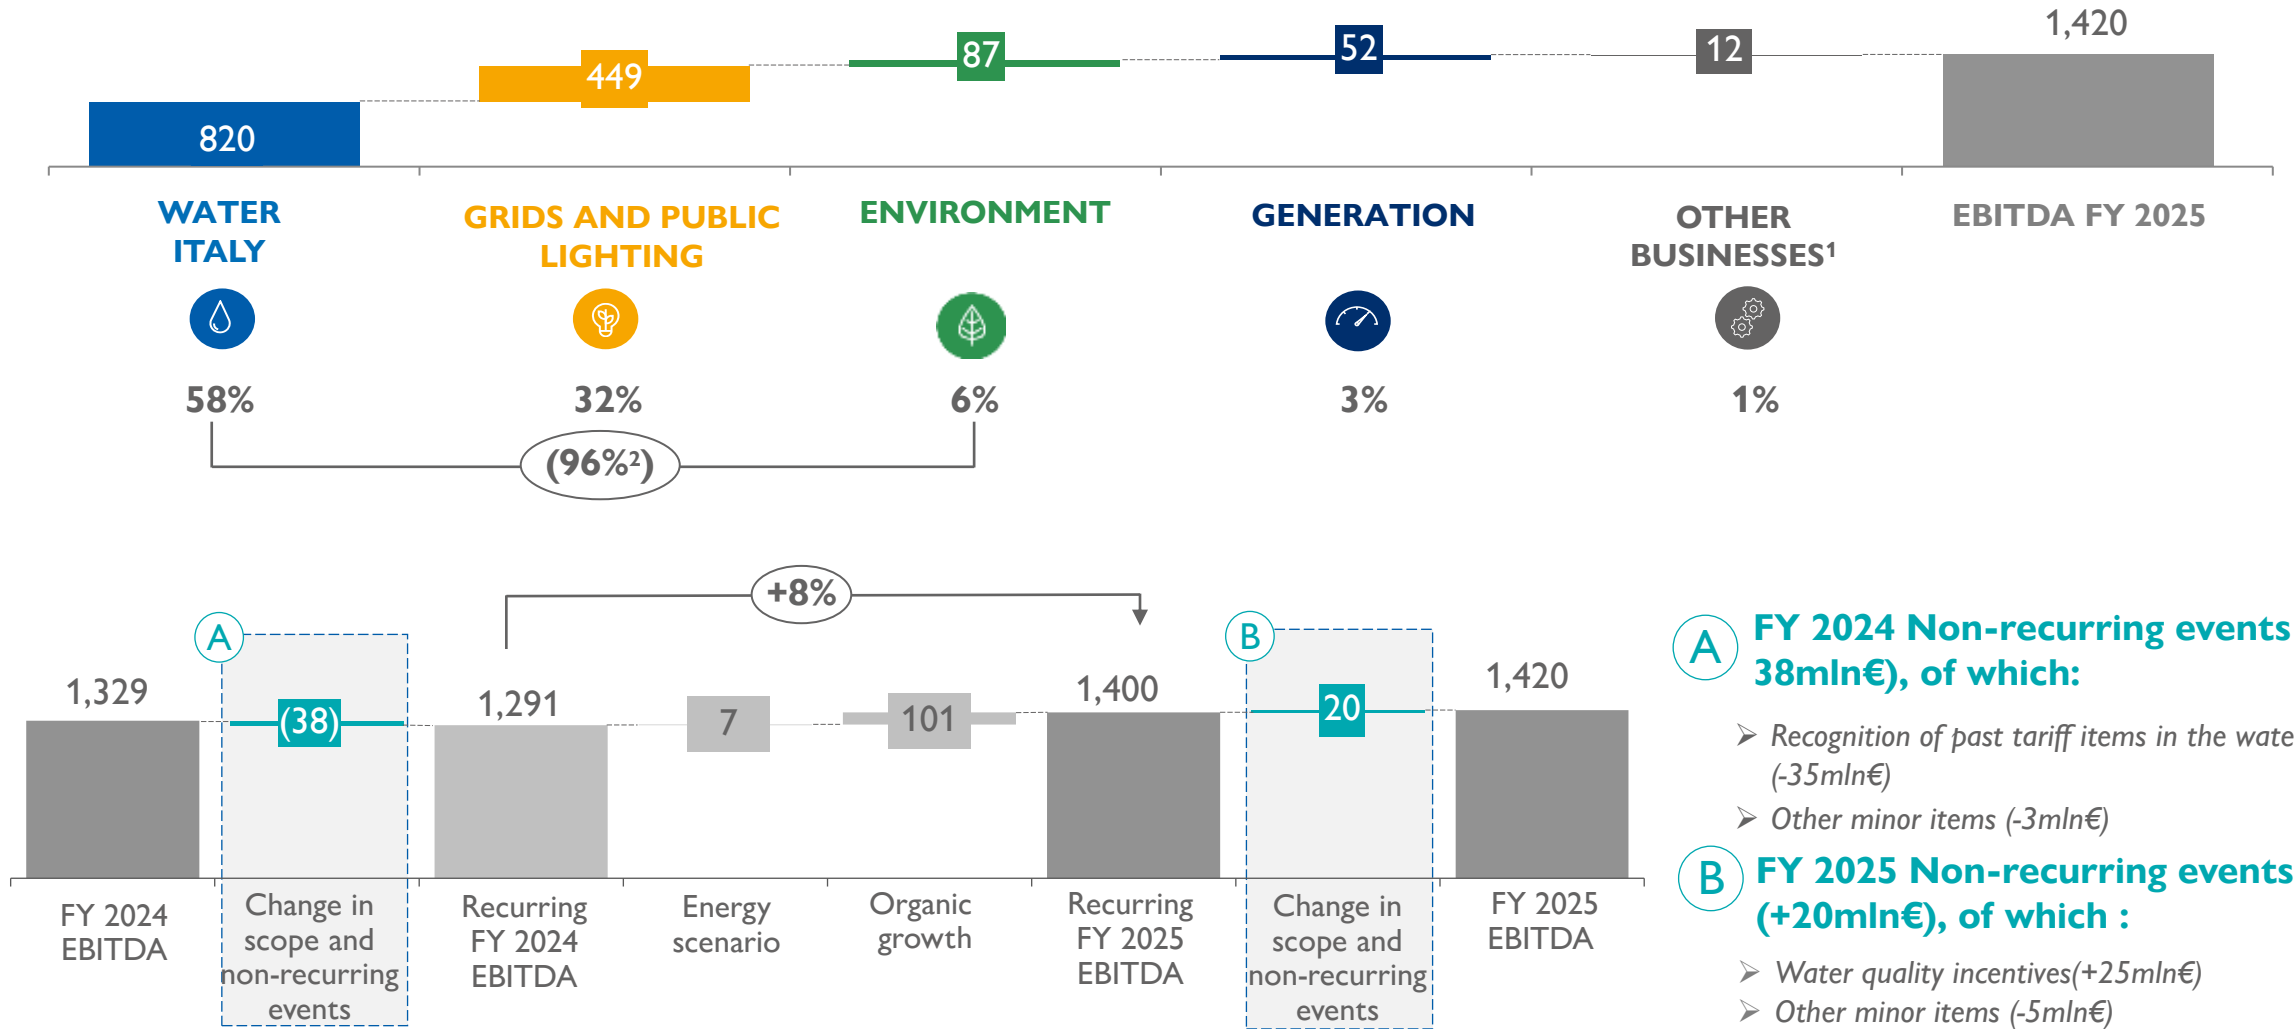 820
449
87
52
12
1,420
WATER
ITALY
GRIDS AND PUBLIC
LIGHTING
ENVIRONMENT
GENERATION
OTHER
BUSINESSES¹
EBITDA FY 2025
58%
32%
6%
3%
1%
(96%²)
+8%
A
B
1,329
(38)
1,291
7
101
1,400
20
1,420
FY 2024
EBITDA
Change in
scope and
non-recurring
events
Recurring
FY 2024
EBITDA
Energy
scenario
Organic
growth
Recurring
FY 2025
EBITDA
Change in
scope and
non-recurring
events
FY 2025
EBITDA
A
FY 2024 Non-recurring events
38mln€), of which:
➢ Recognition of past tariff items in the wate
(-35mln€)
➢ Other minor items (-3mln€)
B
FY 2025 Non-recurring events
(+20mln€), of which :
➢ Water quality incentives(+25mln€)
➢ Other minor items (-5mln€)